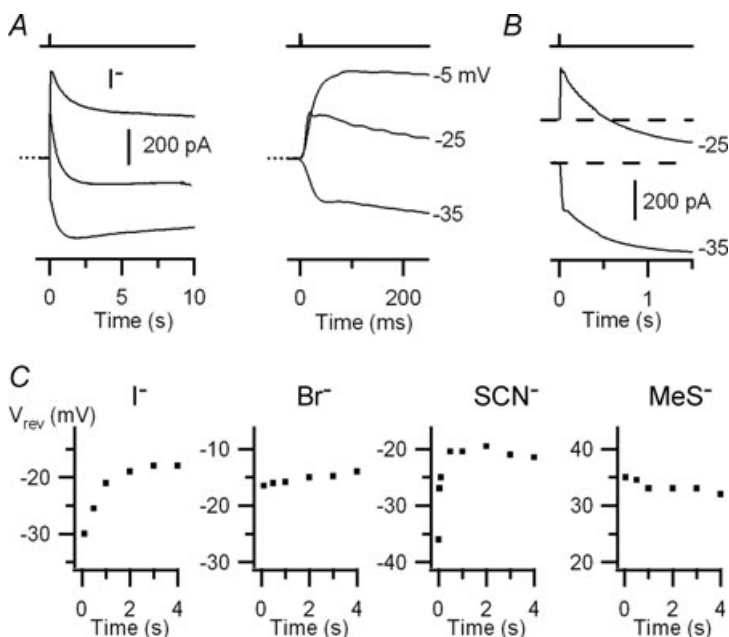 A
B
I⁻
200 pA
-5 mV
-25
-35
-25
200 pA
-35
0 5 10
Time (s)
0 200
Time (ms)
0 1
Time (s)
C
I⁻ Br⁻ SCN⁻ MeS⁻
Vrev (mV)
-20
-30
0 2 4
Time (s)
-10
-20
-30
0 2 4
Time (s)
-20
-30
-40
0 2 4
Time (s)
40
30
20
0 2 4
Time (s)